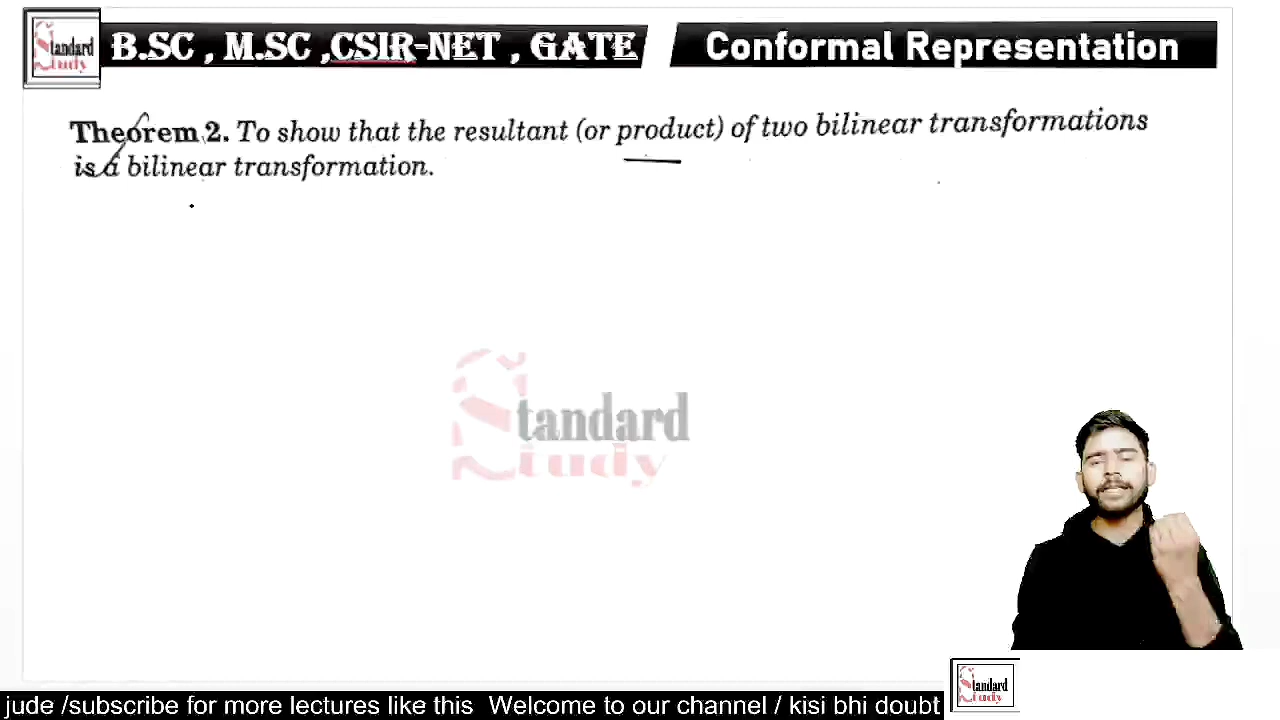 Standard Study
B.SC , M.SC ,CSIR-NET , GATE
Conformal Representation
Theorem 2. To show that the resultant (or product) of two bilinear transformations
is a bilinear transformation.
Standard
Study
Standard
Study
jude /subscribe for more lectures like this Welcome to our channel / kisi bhi doubt